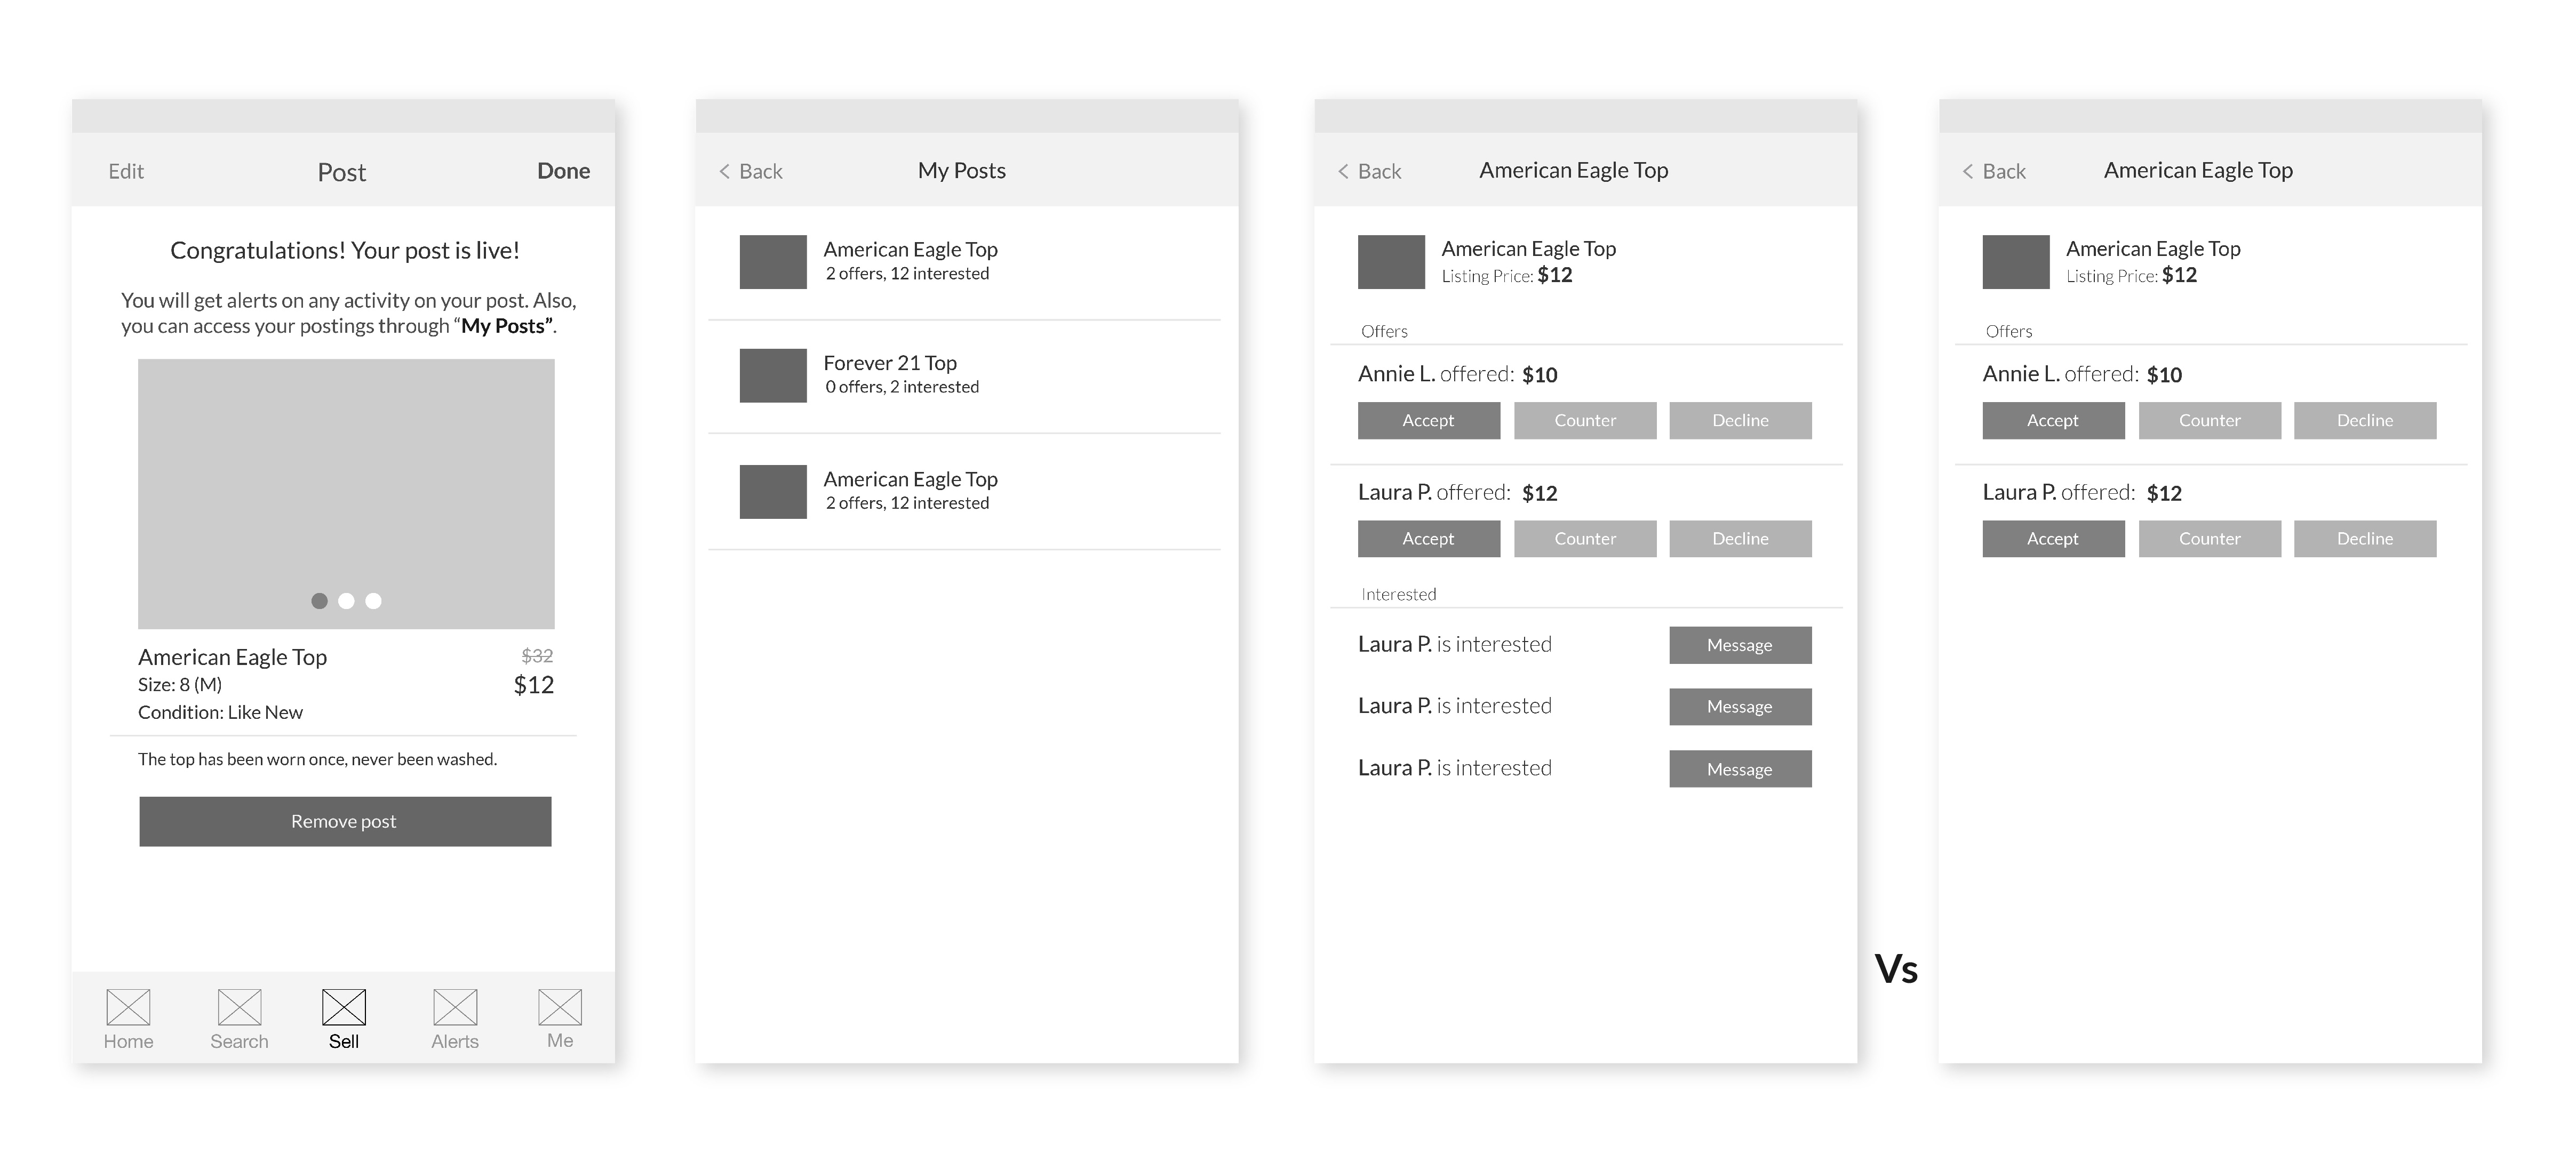 Edit Post Done
Congratulations! Your post is live!
You will get alerts on any activity on your post. Also,
you can access your postings through “My Posts”.
American Eagle Top $32
Size: 8 (M) $12
Condition: Like New
The top has been worn once, never been washed.
Remove post
Home Search Sell Alerts Me
< Back My Posts
American Eagle Top
2 offers, 12 interested
Forever 21 Top
0 offers, 2 interested
American Eagle Top
2 offers, 12 interested
< Back American Eagle Top
American Eagle Top
Listing Price: $12
Offers
Annie L. offered: $10
Accept Counter Decline
Laura P. offered: $12
Accept Counter Decline
Interested
Laura P. is interested Message
Laura P. is interested Message
Laura P. is interested Message
Vs
< Back American Eagle Top
American Eagle Top
Listing Price: $12
Offers
Annie L. offered: $10
Accept Counter Decline
Laura P. offered: $12
Accept Counter Decline